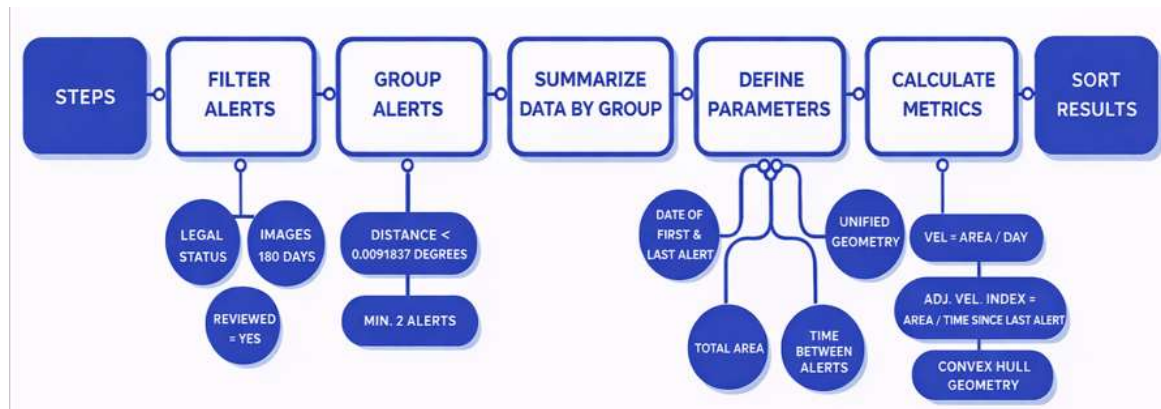 STEPS
FILTER
ALERTS
GROUP
ALERTS
SUMMARIZE
DATA BY GROUP
DEFINE
PARAMETERS
CALCULATE
METRICS
SORT
RESULTS
LEGAL
STATUS
IMAGES
180 DAYS
REVIEWED
= YES
DISTANCE <
0.0091837 DEGREES
MIN. 2 ALERTS
DATE OF
FIRST &
LAST ALERT
UNIFIED
GEOMETRY
TOTAL AREA
TIME
BETWEEN
ALERTS
VEL = AREA / DAY
ADJ. VEL. INDEX =
AREA / TIME SINCE LAST ALERT
CONVEX HULL
GEOMETRY